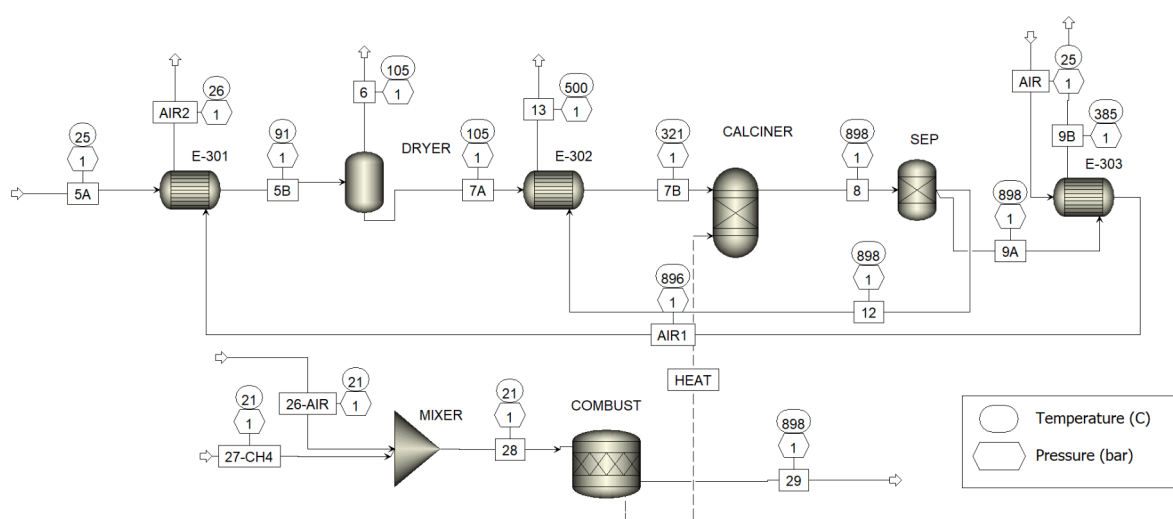 25
1
5A
AIR2
26
1
E-301
91
1
5B
6
105
1
DRYER
105
1
7A
13
500
1
E-302
321
1
7B
CALCINER
898
1
8
SEP
AIR
25
1
9B
385
1
E-303
898
1
9A
898
1
12
896
1
AIR1
HEAT
26-AIR
21
1
21
1
27-CH4
MIXER
21
1
28
COMBUST
898
1
29
Temperature (C)
Pressure (bar)